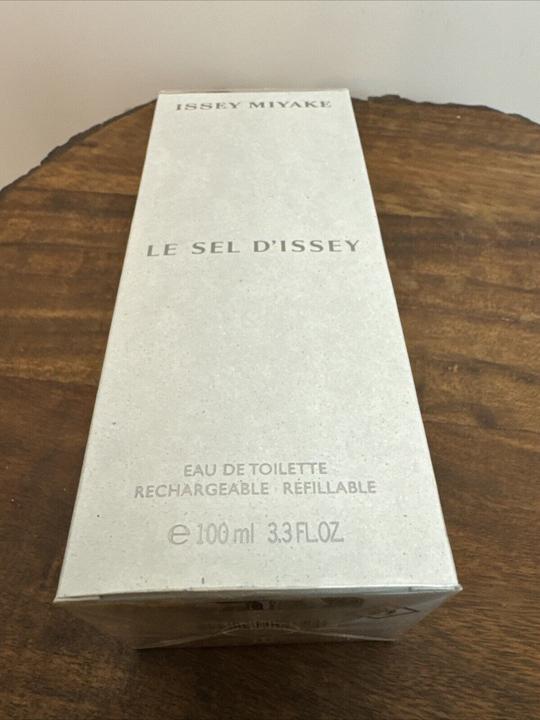 ISSEY MIYAKE
LE SEL D'ISSEY
EAU DE TOILETTE
RECHARGEABLE · REFILLABLE
℮ 100 ml 3.3 FL.OZ.